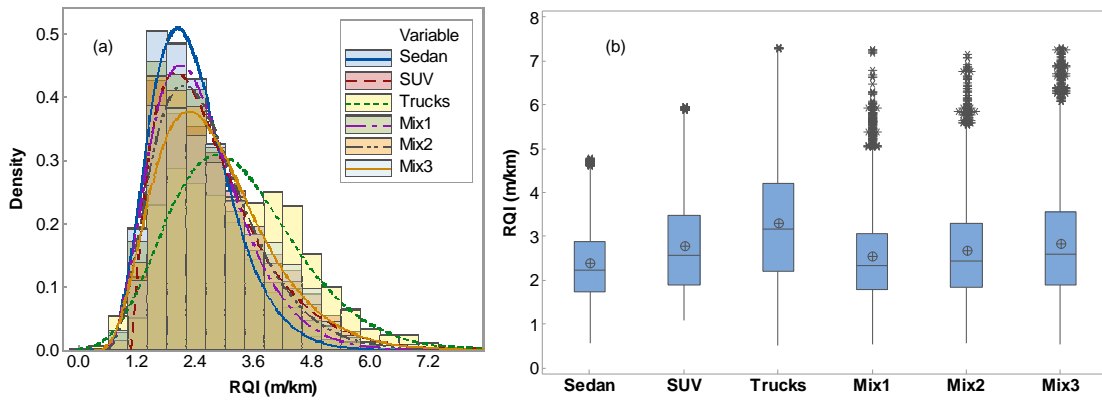 (a)
Variable
Sedan
SUV
Trucks
Mix1
Mix2
Mix3
Density
0.5
0.4
0.3
0.2
0.1
0.0
0.0 1.2 2.4 3.6 4.8 6.0 7.2
RQI (m/km)
(b)
RQI (m/km)
8
7
6
5
4
3
2
1
0
Sedan SUV Trucks Mix1 Mix2 Mix3